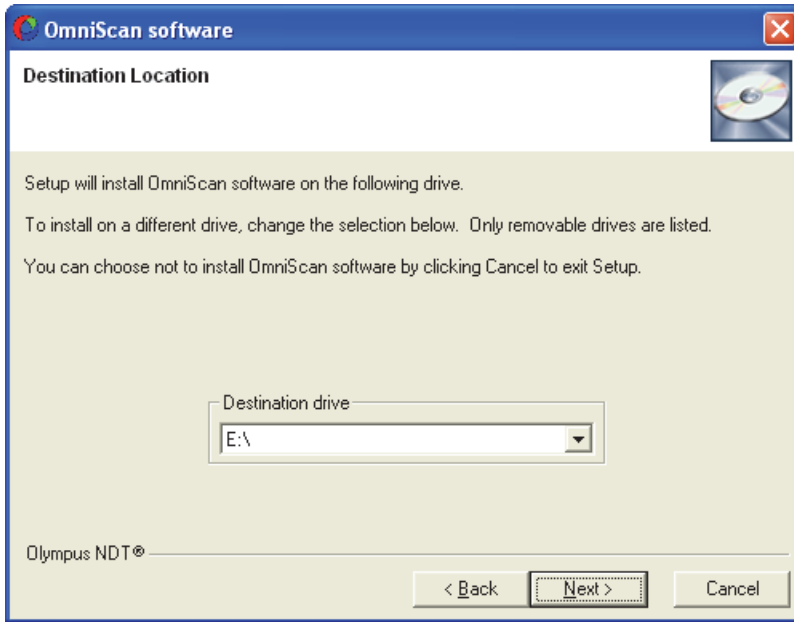 OmniScan software
Destination Location
Setup will install OmniScan software on the following drive.
To install on a different drive, change the selection below.  Only removable drives are listed.
You can choose not to install OmniScan software by clicking Cancel to exit Setup.
Destination drive
E:\
Olympus NDT®
< Back Next > Cancel